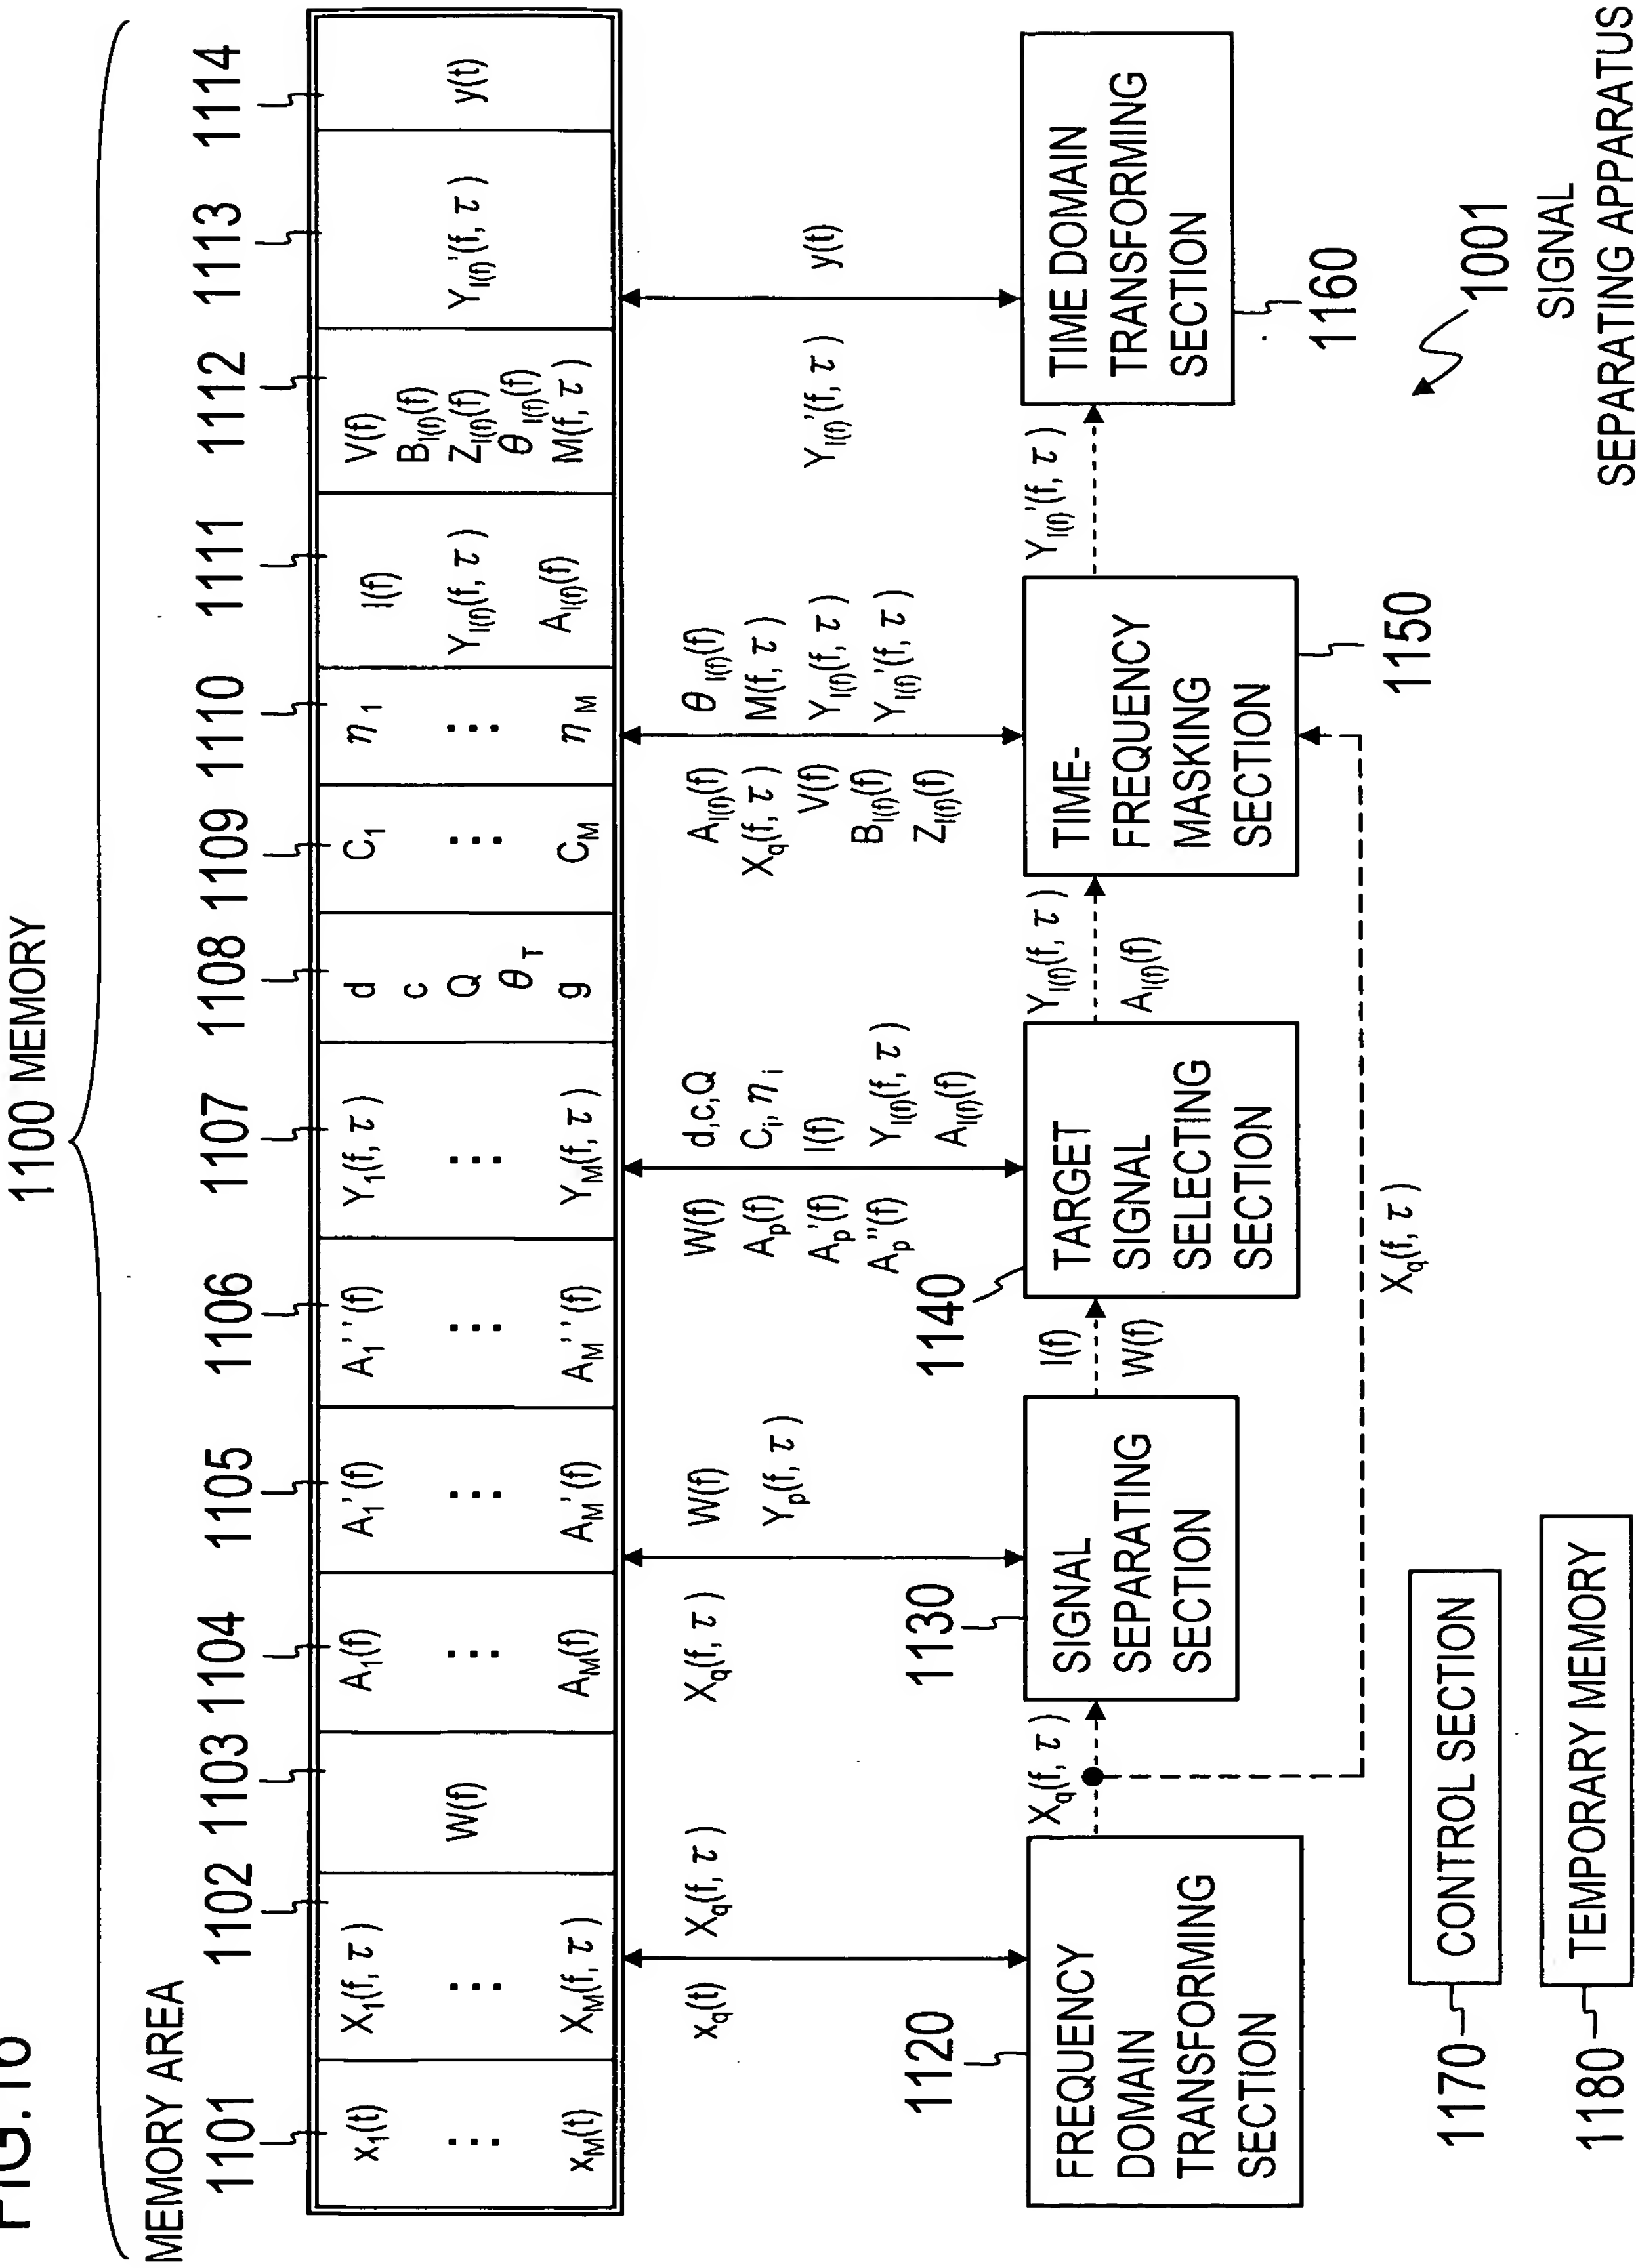 FIG.16
1100 MEMORY
MEMORY AREA
1101
1102
1103
1104
1105
1106
1107
1108
1109
1110
1111
1112
1113
1114
x1(t)
⋯
xM(t)
X1(f, τ)
⋯
XM(f, τ)
W(f)
A1(f)
⋯
AM(f)
A1'(f)
⋯
AM'(f)
A1''(f)
⋯
AM''(f)
Y1(f, τ)
⋯
YM(f, τ)
d
c
Q
θT
g
C1
⋯
CM
η1
⋯
ηM
I(f)
YI(f)(f, τ)
AI(f)(f)
V(f)
BI(f)(f)
ZI(f)(f)
θI(f)(f)
M(f, τ)
YI(f)'(f, τ)
y(t)
xq(t)
Xq(f, τ)
Xq(f, τ)
W(f)
Yp(f, τ)
W(f)
Ap(f)
Ap'(f)
Ap''(f)
d,c,Q
Ci, ηi
I(f)
YI(f)(f, τ)
AI(f)(f)
AI(f)(f)
Xq(f, τ)
V(f)
BI(f)(f)
ZI(f)(f)
θI(f)(f)
M(f, τ)
YI(f)(f, τ)
YI(f)'(f, τ)
YI(f)'(f, τ)
y(t)
1120
FREQUENCY
DOMAIN
TRANSFORMING
SECTION
Xq(f, τ)
1130
SIGNAL
SEPARATING
SECTION
I(f)
W(f)
1140
TARGET
SIGNAL
SELECTING
SECTION
YI(f)(f, τ)
AI(f)(f)
TIME-
FREQUENCY
MASKING
SECTION
1150
YI(f)'(f, τ)
TIME DOMAIN
TRANSFORMING
SECTION
1160
Xq(f, τ)
1170
CONTROL SECTION
1180
TEMPORARY MEMORY
1001
SIGNAL
SEPARATING APPARATUS